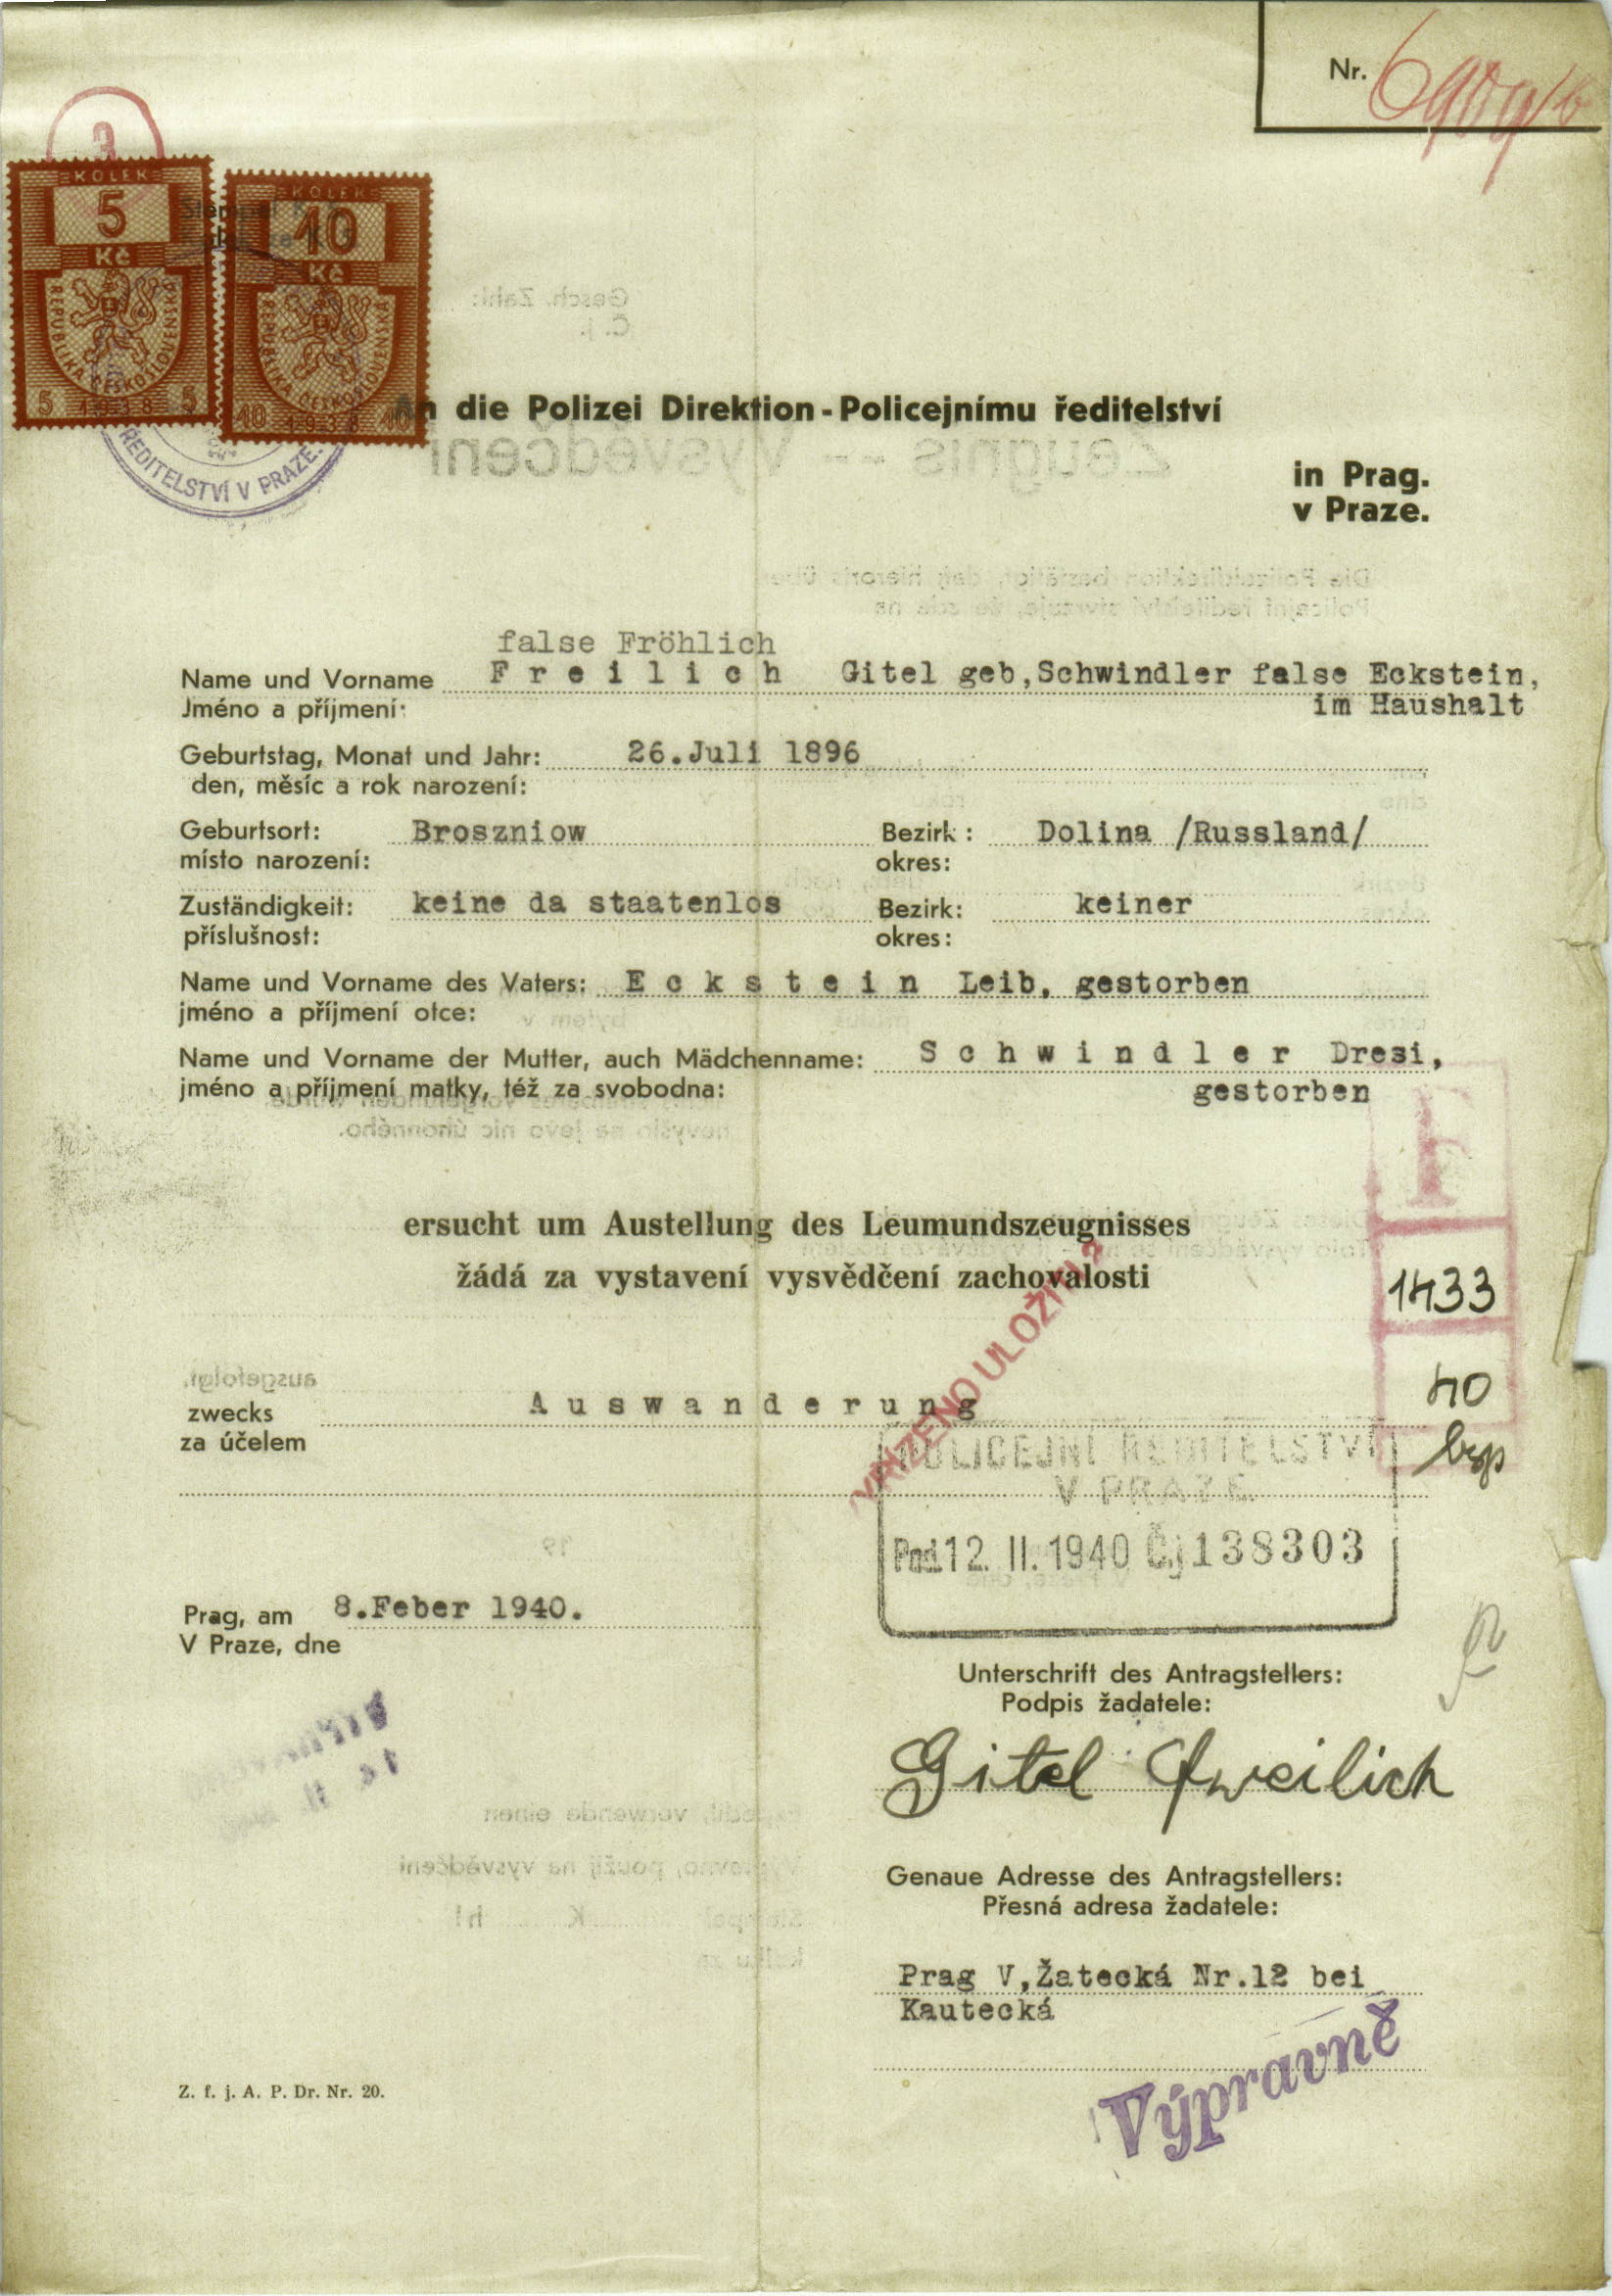 Nr.
3
KOLEK
5
Kč
REPUBLIKA ČESKOSLOVENSKÁ
5 1938 5
KOLEK
10
Kč
REPUBLIKA ČESKOSLOVENSKÁ
10 1938 10
ŘEDITELSTVÍ V PRAZE.
An die Polizei Direktion - Policejnímu ředitelství
in Prag.
v Praze.
false Fröhlich
Name und Vorname Freilich Gitel geb,Schwindler false Eckstein,
Jméno a příjmení: im Haushalt
Geburtstag, Monat und Jahr: 26.Juli 1896
den, měsíc a rok narození:
Geburtsort: Broszniow Bezirk: Dolina /Russland/
místo narození: okres:
Zuständigkeit: keine da staatenlos Bezirk: keiner
příslušnost: okres:
Name und Vorname des Vaters: Eckstein Leib, gestorben
jméno a příjmení otce:
Name und Vorname der Mutter, auch Mädchenname: Schwindler Dresi,
jméno a příjmení matky, též za svobodna: gestorben
F
ersucht um Austellung des Leumundszeugnisses
žádá za vystavení vysvědčení zachovalosti
1433
VYŘÍZENO ULOŽITI
40
zwecks Auswanderung
za účelem
POLICEJNÍ ŘEDITELSTVÍ
V PRAZE
Pod. 12. II. 1940 Č.j 138303
Prag, am 8.Feber 1940.
V Praze, dne
Unterschrift des Antragstellers:
Podpis žadatele:
Gitel Freilich
Genaue Adresse des Antragstellers:
Přesná adresa žadatele:
Prag V,Žatecká Nr.12 bei
Kautecká
Výpravně
Z. f. j. A. P. Dr. Nr. 20.